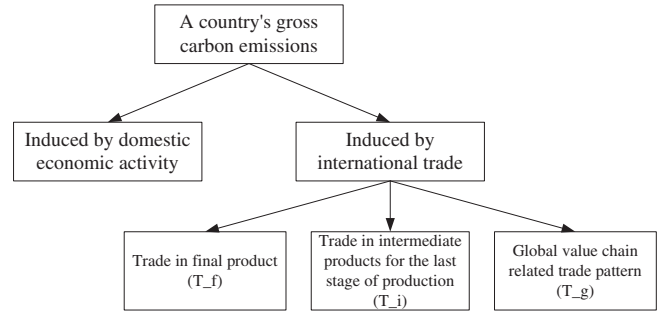 A country's gross
carbon emissions
Induced by domestic
economic activity
Induced by
international trade
Trade in final product
(T_f)
Trade in intermediate
products for the last
stage of production
(T_i)
Global value chain
related trade pattern
(T_g)